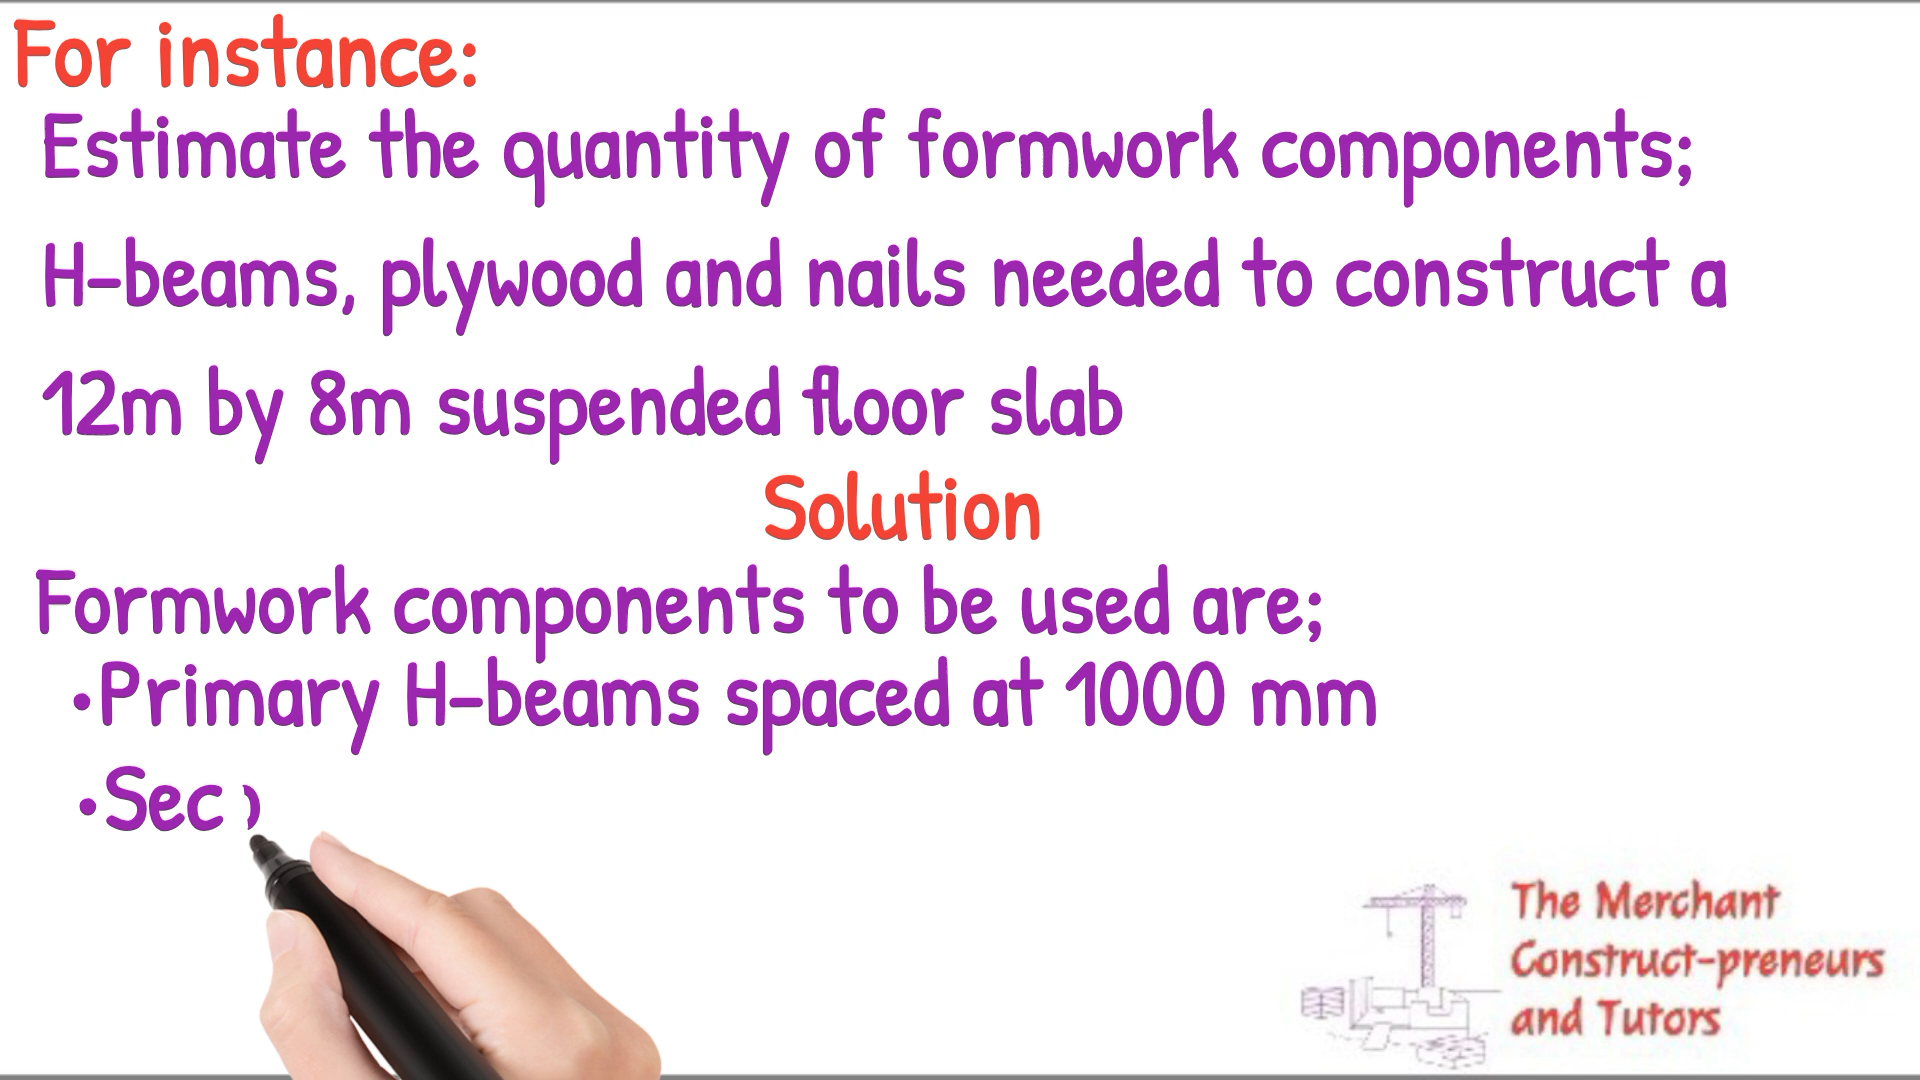 For instance:
Estimate the quantity of formwork components;
H-beams, plywood and nails needed to construct a
12m by 8m suspended floor slab
Solution
Formwork components to be used are;
•Primary H-beams spaced at 1000 mm
•Sec
The Merchant
Construct-preneurs
and Tutors